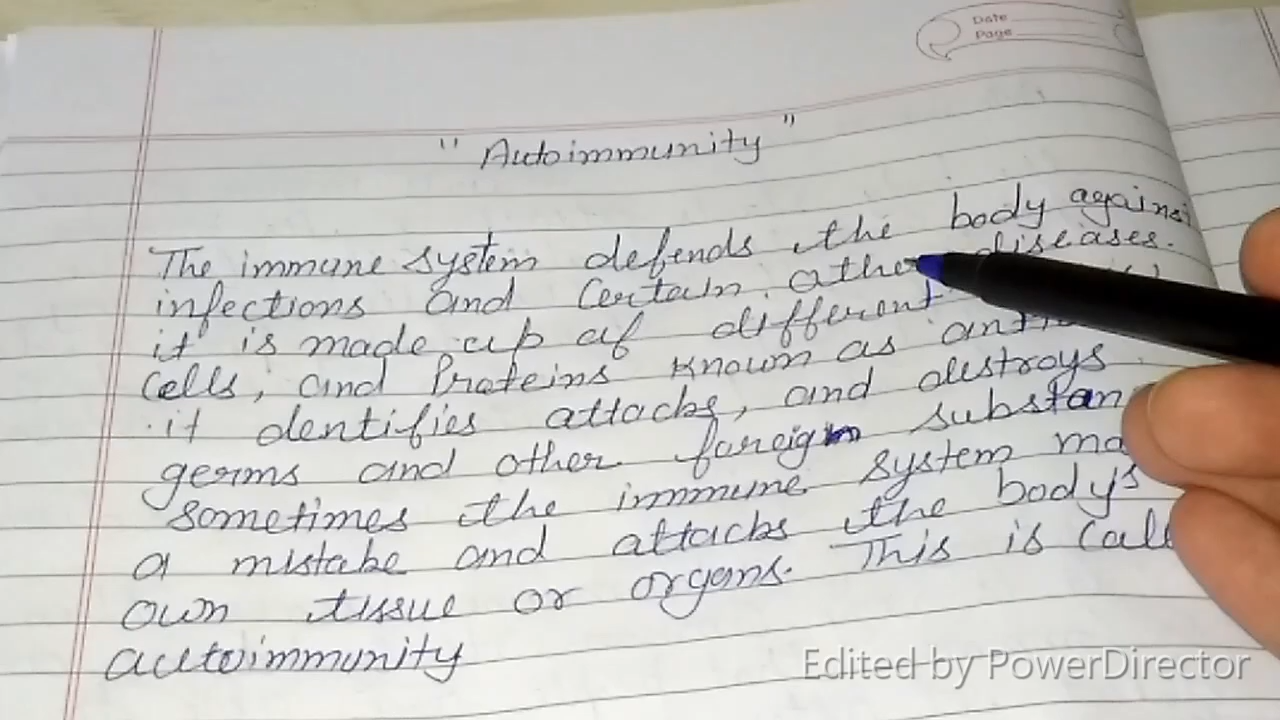 Date
Page
"Autoimmunity"
The immune system defends the body against
infections and certain other diseases.
it is made up of different
cells, and Proteins known as
it dentifies attacks, and destroys
germs and other foreign
sometimes the immune system
a mistake and attacks the body's
own tissue or organs. This is
autoimmunity
Edited by PowerDirector